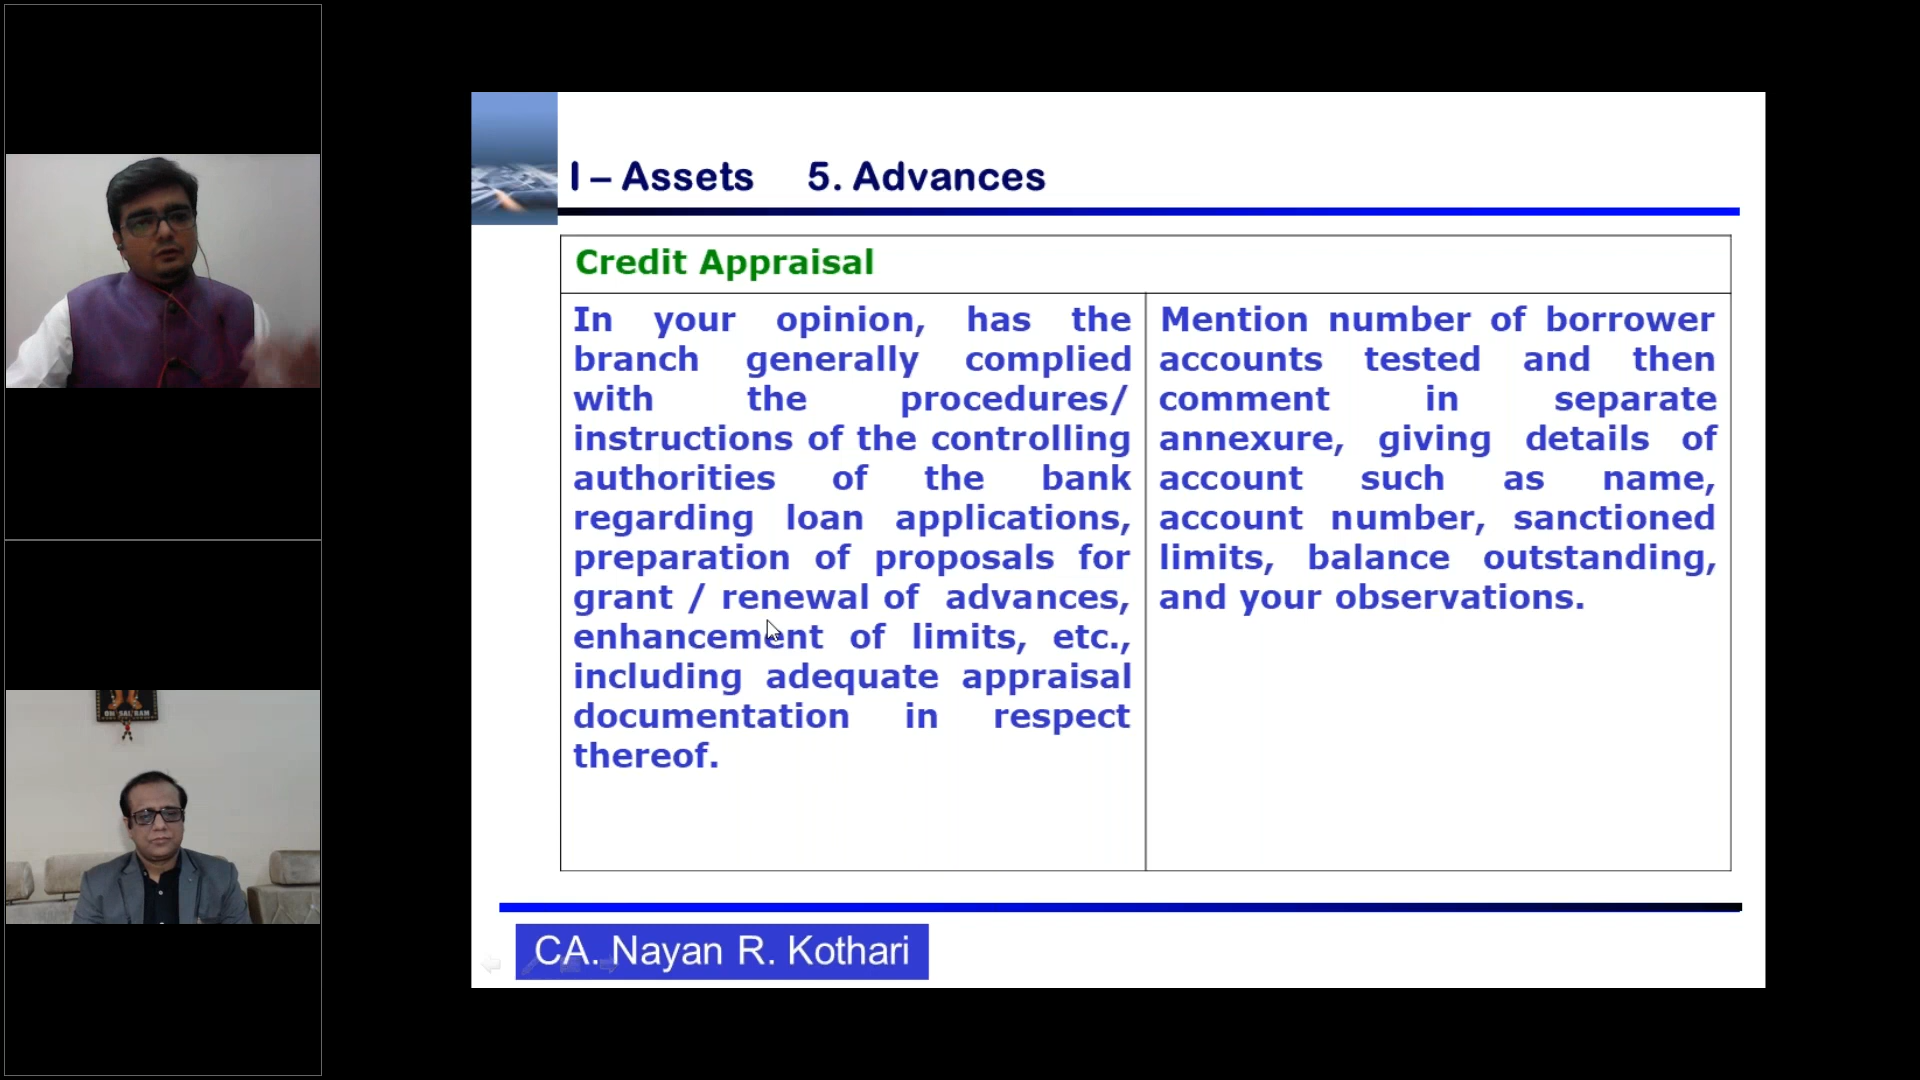 I – Assets 5. Advances
Credit Appraisal
In your opinion, has the
branch generally complied
with the procedures/
instructions of the controlling
authorities of the bank
regarding loan applications,
preparation of proposals for
grant / renewal of advances,
enhancement of limits, etc.,
including adequate appraisal
documentation in respect
thereof.
Mention number of borrower
accounts tested and then
comment in separate
annexure, giving details of
account such as name,
account number, sanctioned
limits, balance outstanding,
and your observations.
CA. Nayan R. Kothari
OM SAI RAM